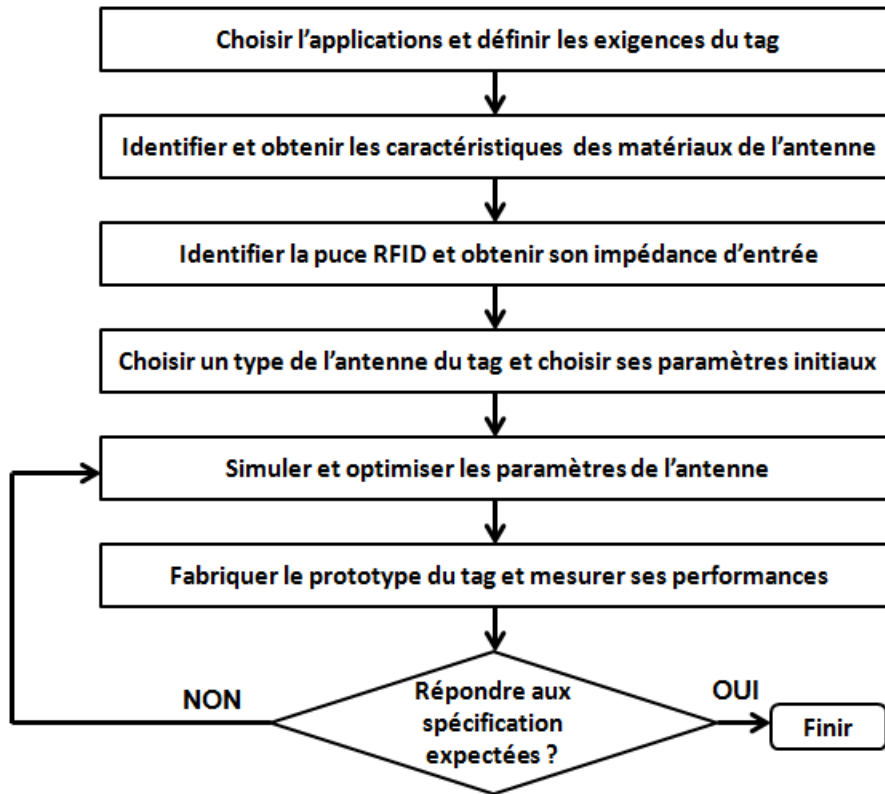 Choisir l’applications et définir les exigences du tag
Identifier et obtenir les caractéristiques des matériaux de l’antenne
Identifier la puce RFID et obtenir son impédance d’entrée
Choisir un type de l’antenne du tag et choisir ses paramètres initiaux
Simuler et optimiser les paramètres de l’antenne
Fabriquer le prototype du tag et mesurer ses performances
NON
Répondre aux
spécification
expectées ?
OUI
Finir